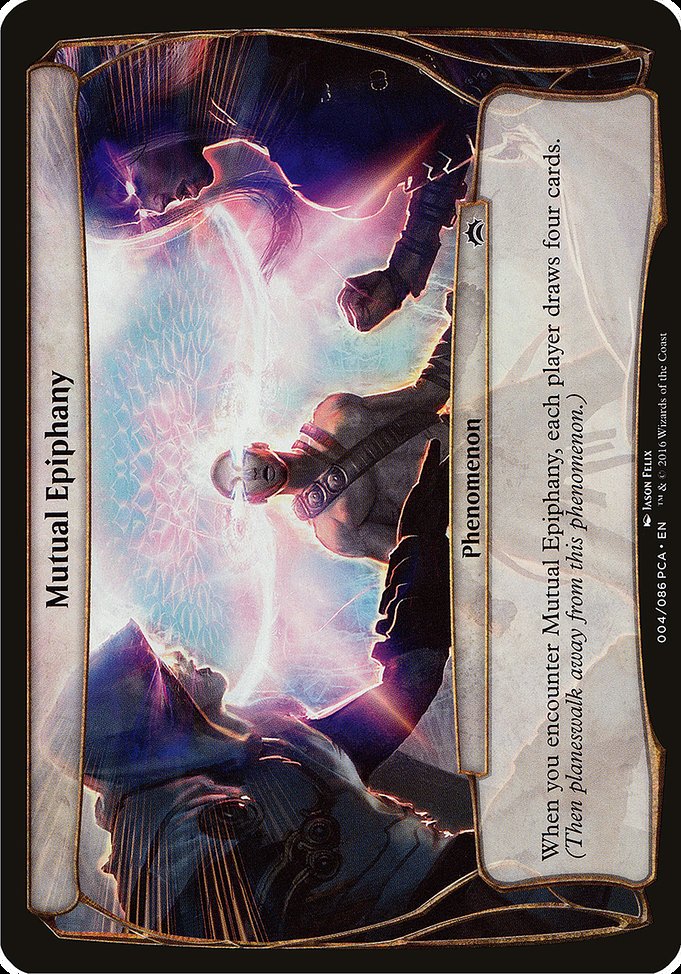 Mutual Epiphany
Phenomenon
When you encounter Mutual Epiphany, each player draws four cards.
(Then planeswalk away from this phenomenon.)
JASON FELIX
004/086 PCA • EN ™ & © 2016 Wizards of the Coast